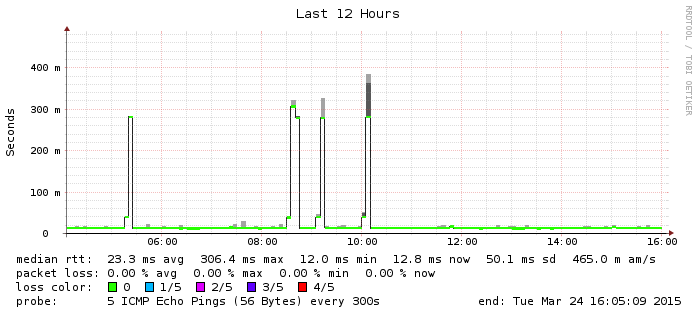 Last 12 Hours
RRDTOOL / TOBI OETIKER
Seconds
400 m
300 m
200 m
100 m
0
06:00 08:00 10:00 12:00 14:00 16:00
median rtt: 23.3 ms avg 306.4 ms max 12.0 ms min 12.8 ms now 50.1 ms sd 465.0 m am/s
packet loss: 0.00 % avg 0.00 % max 0.00 % min 0.00 % now
loss color: 0 1/5 2/5 3/5 4/5
probe: 5 ICMP Echo Pings (56 Bytes) every 300s end: Tue Mar 24 16:05:09 2015